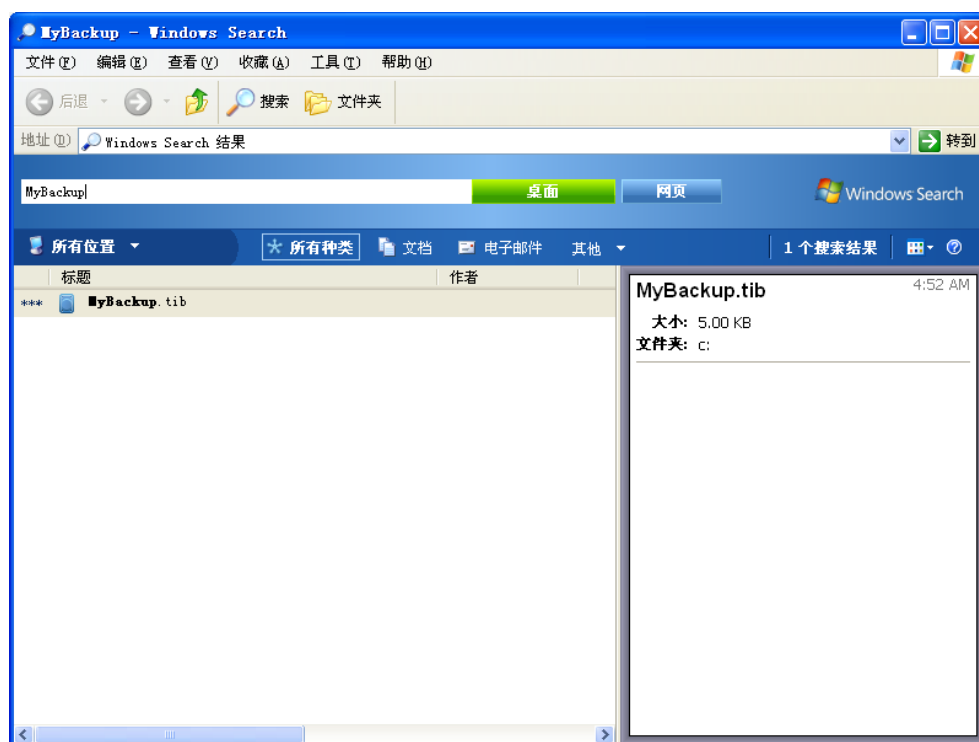 MyBackup - Windows Search
文件(F) 编辑(E) 查看(V) 收藏(A) 工具(T) 帮助(H)
后退 搜索 文件夹
地址(D) Windows Search 结果 转到
MyBackup 桌面 网页 Windows Search
所有位置 所有种类 文档 电子邮件 其他 1 个搜索结果
标题 作者
*** MyBackup.tib
MyBackup.tib 4:52 AM
大小: 5.00 KB
文件夹: c: